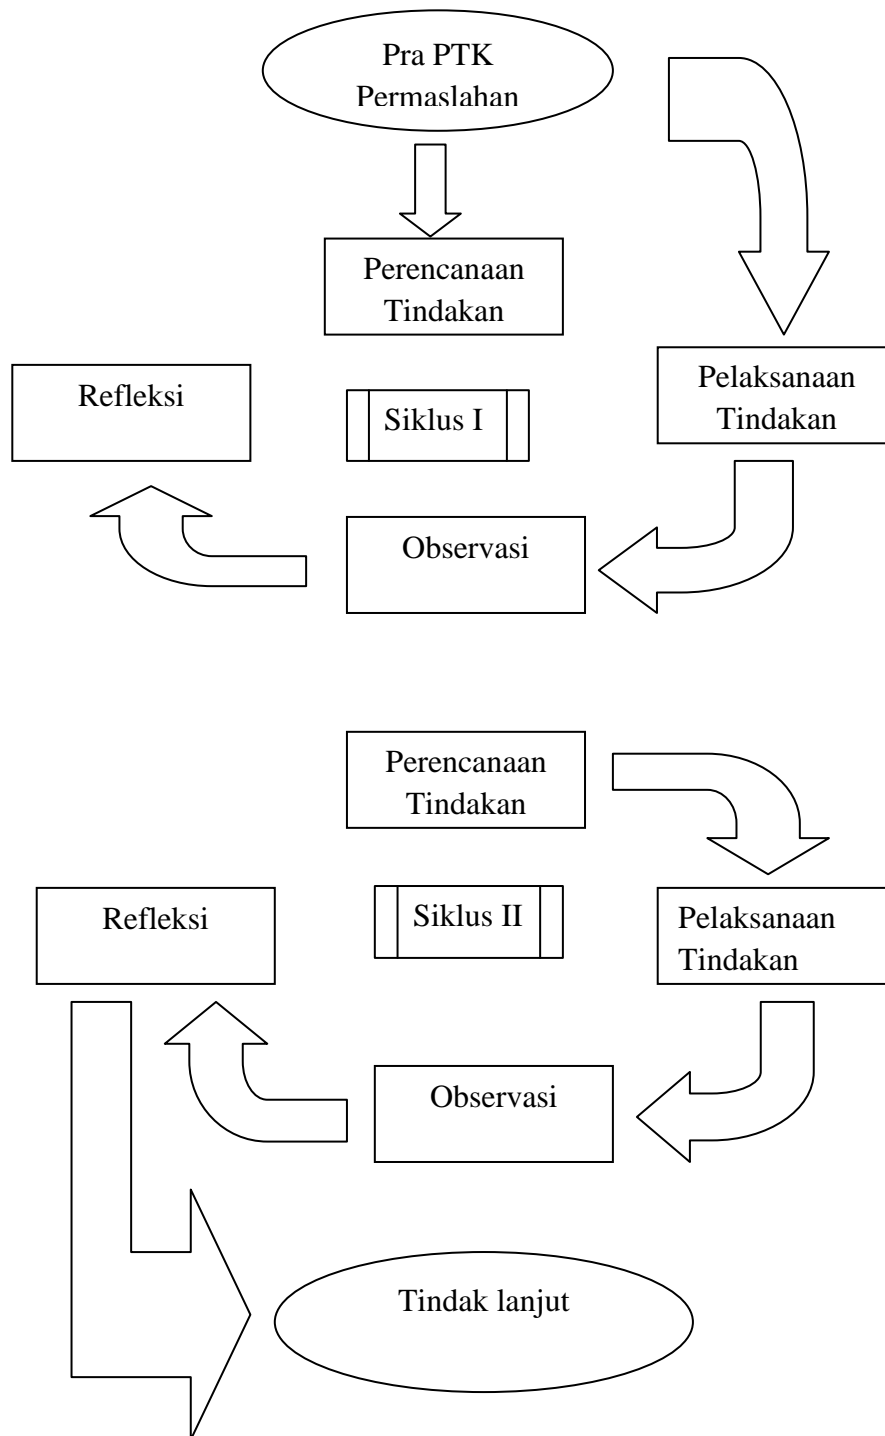 Pra PTK
Permaslahan
Perencanaan
Tindakan
Refleksi
Siklus I
Pelaksanaan
Tindakan
Observasi
Perencanaan
Tindakan
Refleksi
Siklus II
Pelaksanaan
Tindakan
Observasi
Tindak lanjut